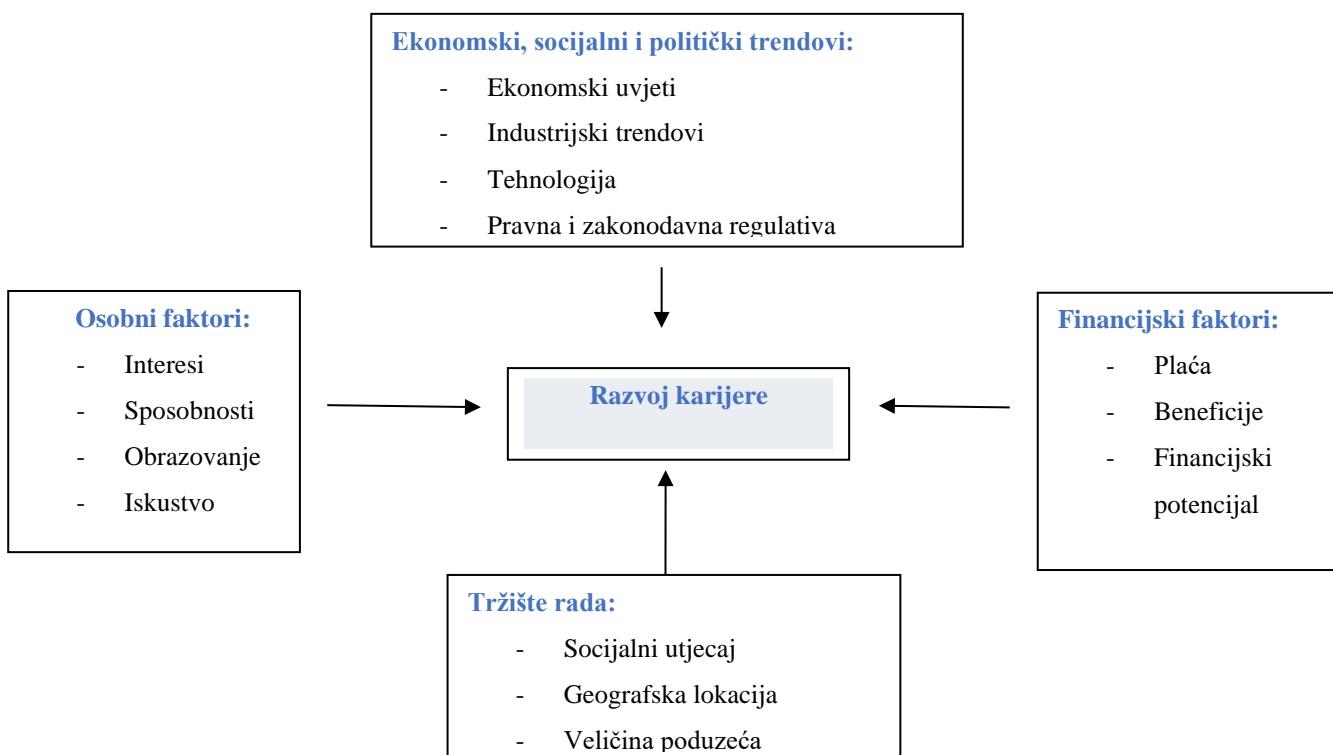 Ekonomski, socijalni i politički trendovi:
- Ekonomski uvjeti
- Industrijski trendovi
- Tehnologija
- Pravna i zakonodavna regulativa
Osobni faktori:
- Interesi
- Sposobnosti
- Obrazovanje
- Iskustvo
Razvoj karijere
Financijski faktori:
- Plaća
- Beneficije
- Financijski
potencijal
Tržište rada:
- Socijalni utjecaj
- Geografska lokacija
- Veličina poduzeća